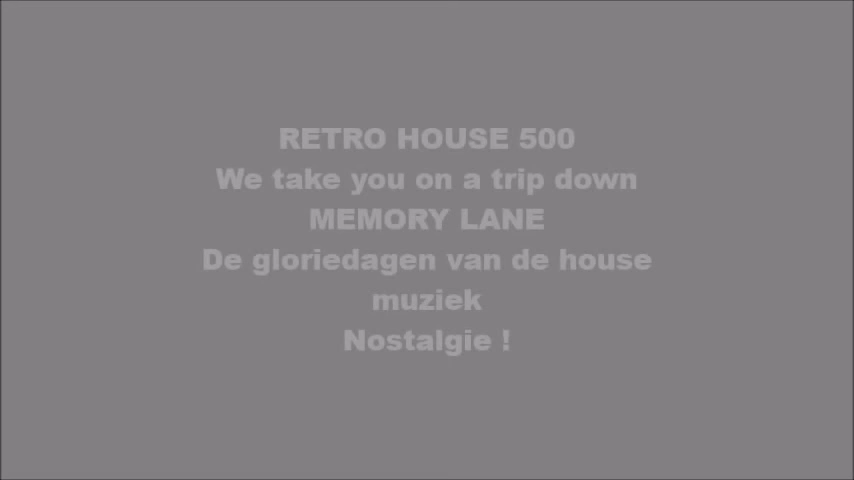 RETRO HOUSE 500
We take you on a trip down
MEMORY LANE
De gloriedagen van de house
muziek
Nostalgie !